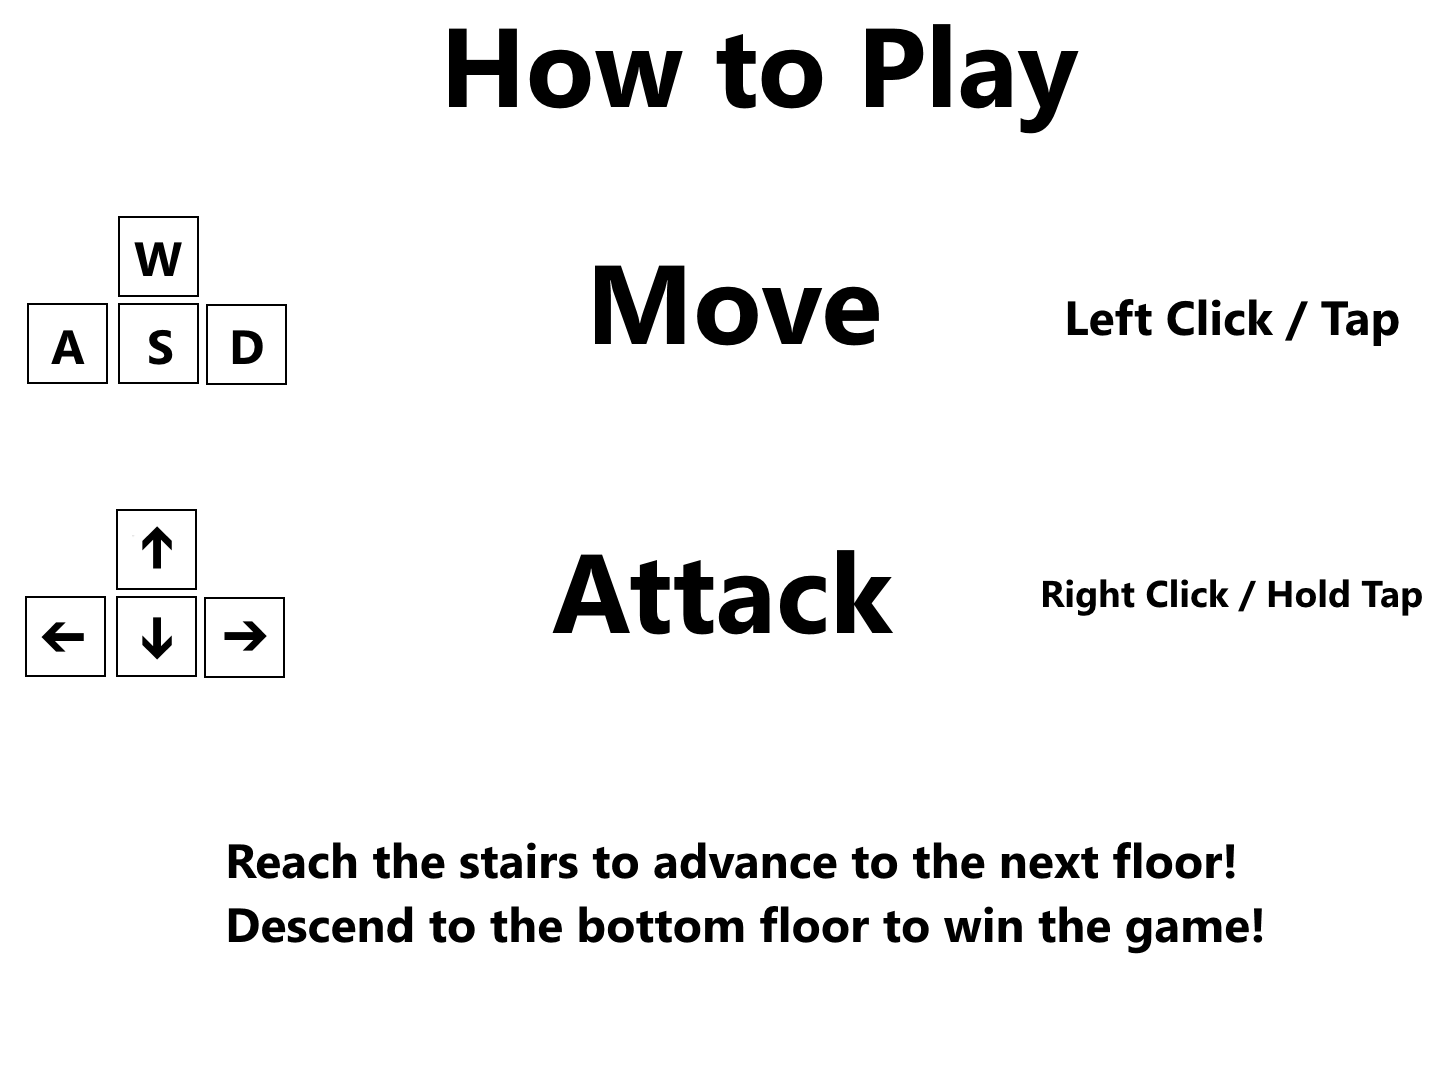 How to Play
W
A S D
Move
Left Click / Tap
↑
← ↓ →
Attack
Right Click / Hold Tap
Reach the stairs to advance to the next floor!
Descend to the bottom floor to win the game!